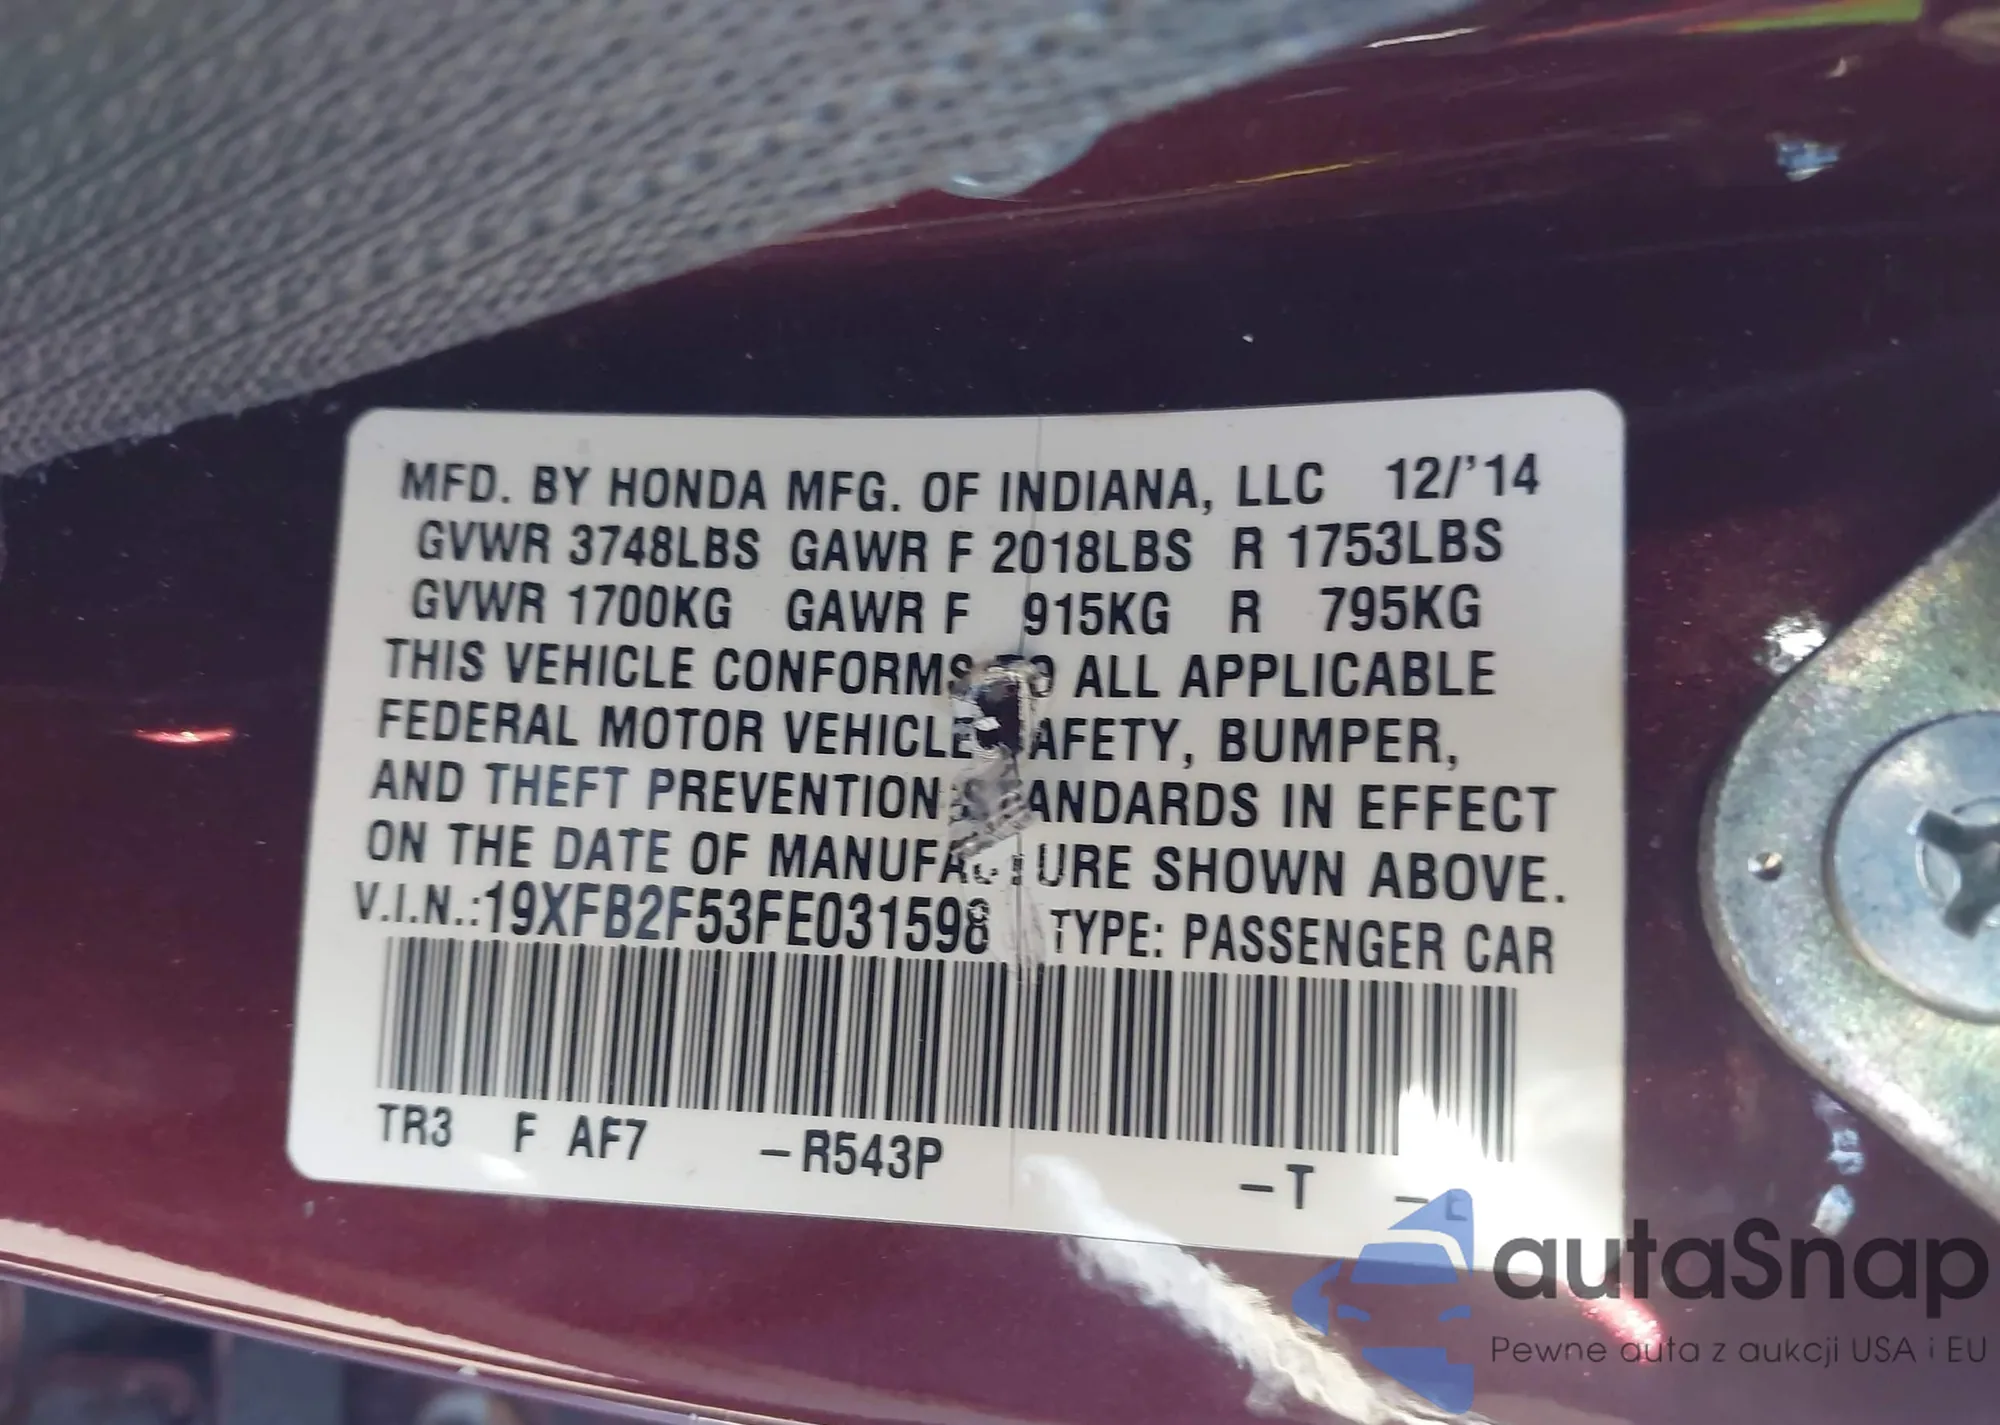 MFD. BY HONDA MFG. OF INDIANA, LLC 12/'14
GVWR 3748LBS GAWR F 2018LBS R 1753LBS
GVWR 1700KG GAWR F 915KG R 795KG
THIS VEHICLE CONFORMS TO ALL APPLICABLE
FEDERAL MOTOR VEHICLE SAFETY, BUMPER,
AND THEFT PREVENTION STANDARDS IN EFFECT
ON THE DATE OF MANUFACTURE SHOWN ABOVE.
V.I.N.:19XFB2F53FE031598 TYPE: PASSENGER CAR
TR3 F AF7 –R543P –T –
autaSnap
Pewne auta z aukcji USA i EU